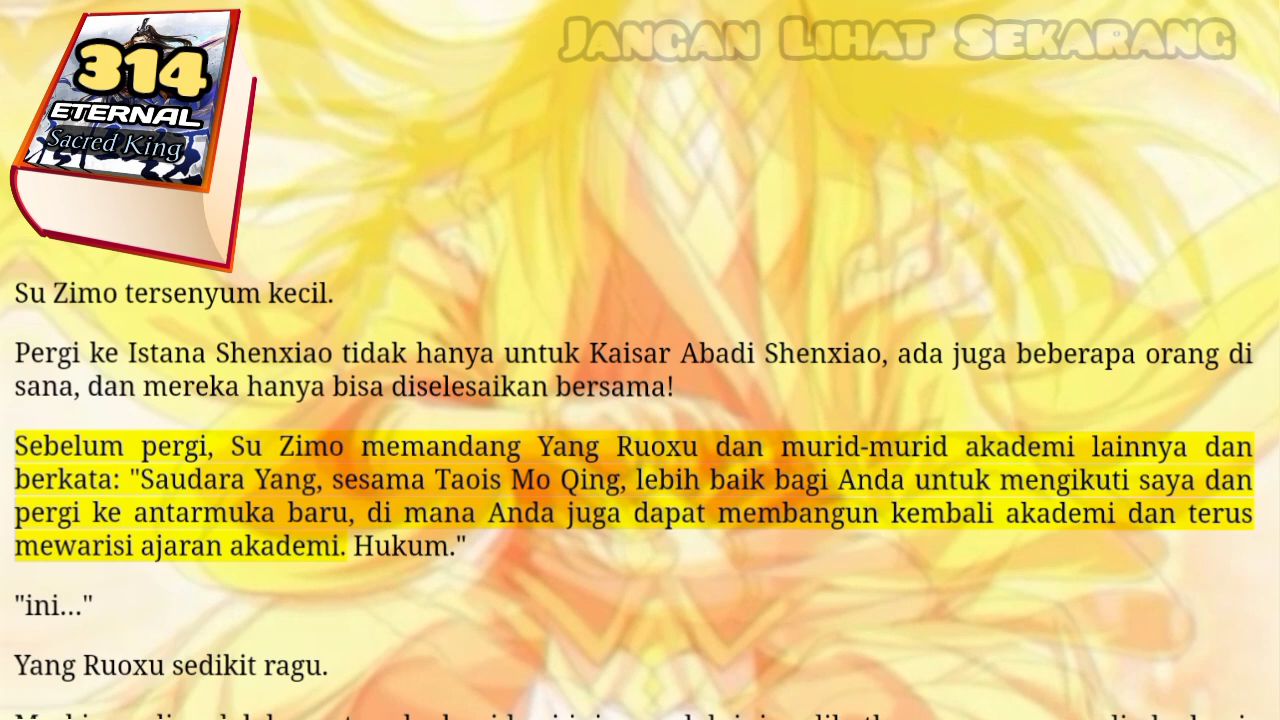 Jangan Lihat Sekarang
314
ETERNAL
Sacred King
Su Zimo tersenyum kecil.
Pergi ke Istana Shenxiao tidak hanya untuk Kaisar Abadi Shenxiao, ada juga beberapa orang di
sana, dan mereka hanya bisa diselesaikan bersama!
Sebelum pergi, Su Zimo memandang Yang Ruoxu dan murid-murid akademi lainnya dan
berkata: "Saudara Yang, sesama Taois Mo Qing, lebih baik bagi Anda untuk mengikuti saya dan
pergi ke antarmuka baru, di mana Anda juga dapat membangun kembali akademi dan terus
mewarisi ajaran akademi. Hukum."
"ini..."
Yang Ruoxu sedikit ragu.